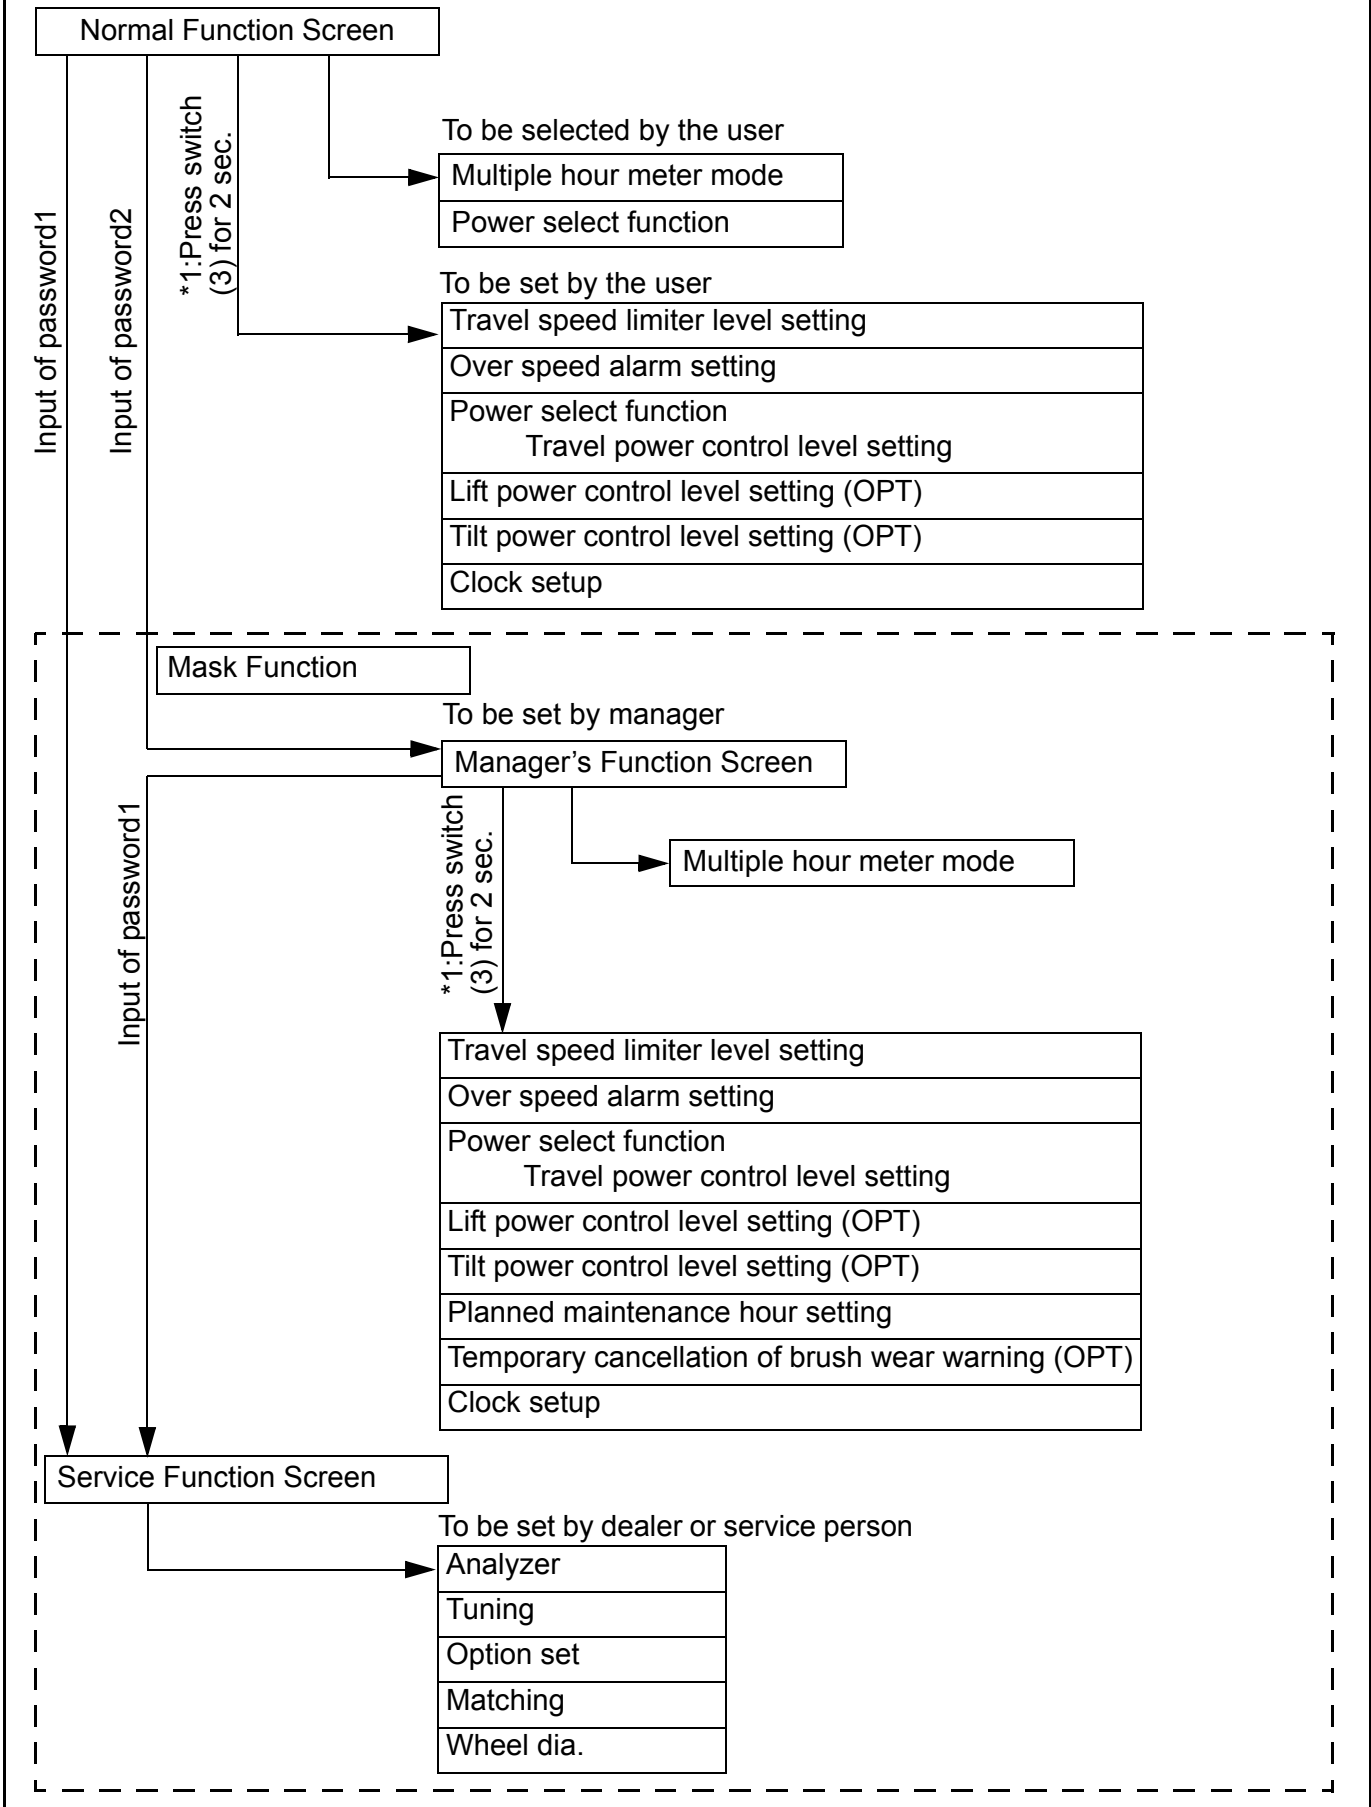 Normal Function Screen
Input of password1
Input of password2
*1:Press switch
(3) for 2 sec.
To be selected by the user
Multiple hour meter mode
Power select function
To be set by the user
Travel speed limiter level setting
Over speed alarm setting
Power select function
Travel power control level setting
Lift power control level setting (OPT)
Tilt power control level setting (OPT)
Clock setup
Mask Function
To be set by manager
Manager’s Function Screen
Input of password1
*1:Press switch
(3) for 2 sec.
Multiple hour meter mode
Travel speed limiter level setting
Over speed alarm setting
Power select function
Travel power control level setting
Lift power control level setting (OPT)
Tilt power control level setting (OPT)
Planned maintenance hour setting
Temporary cancellation of brush wear warning (OPT)
Clock setup
Service Function Screen
To be set by dealer or service person
Analyzer
Tuning
Option set
Matching
Wheel dia.